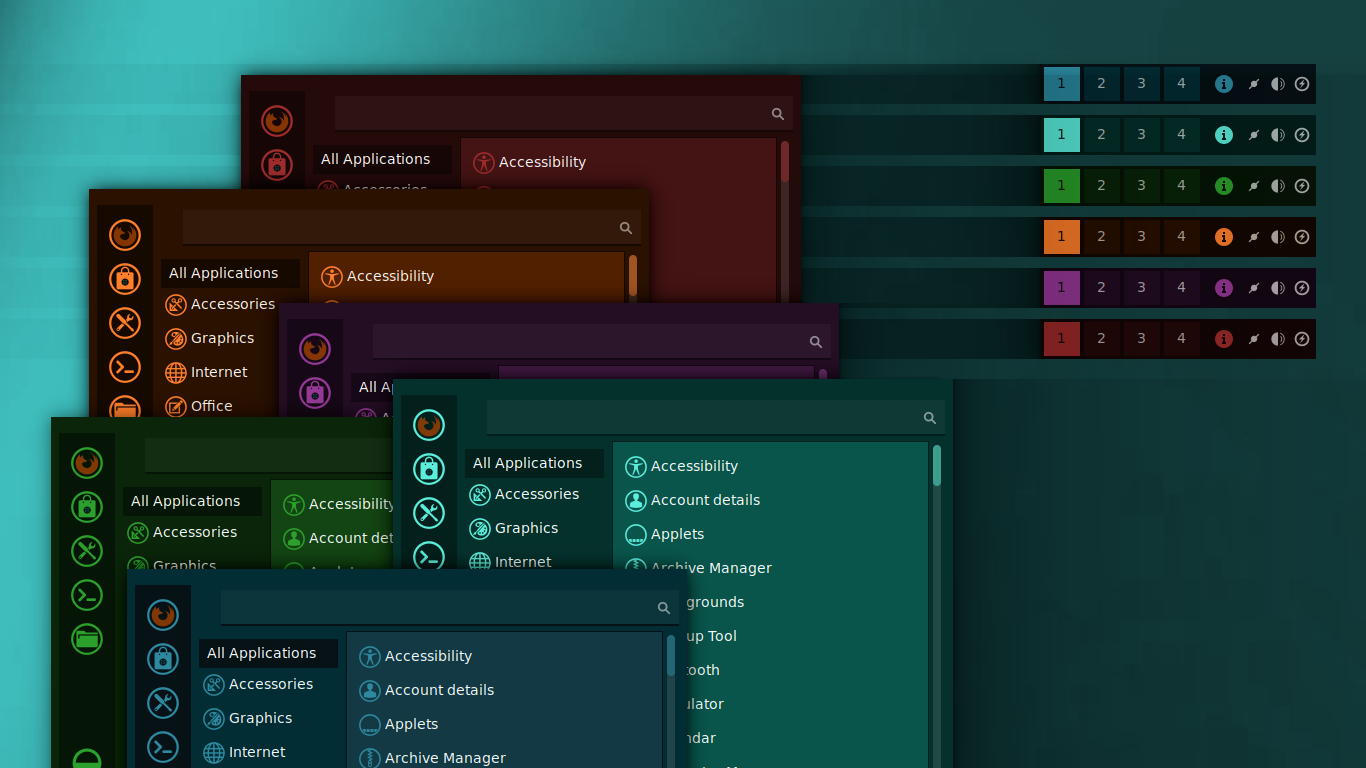 1 2 3 4
1 2 3 4
1 2 3 4
1 2 3 4
1 2 3 4
1 2 3 4
All Applications
Accessibility
Accessories
All Applications
Accessibility
Accessories
Graphics
Internet
Office
All Ap
All Applications
Accessibility
Accessories
Account details
Graphics
Applets
Internet
Archive Manager
grounds
up Tool
tooth
ulator
ndar
All Applications
Accessibility
Accessories
Account det
Graphics
All Applications
Accessibility
Accessories
Account details
Graphics
Applets
Internet
Archive Manager